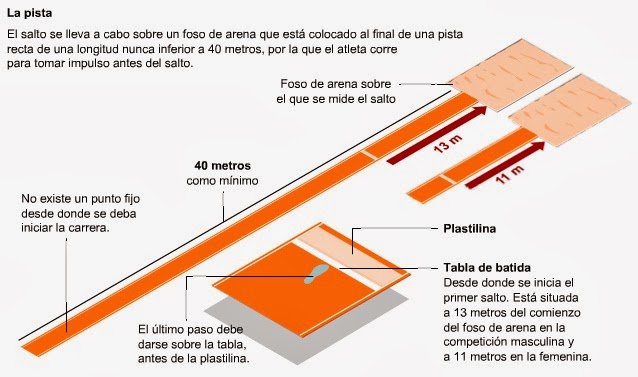 La pista
El salto se lleva a cabo sobre un foso de arena que está colocado al final de una pista
recta de una longitud nunca inferior a 40 metros, por la que el atleta corre
para tomar impulso antes del salto.
Foso de arena sobre
el que se mide el salto
13 m
11 m
40 metros
como mínimo
No existe un punto fijo
desde donde se deba
iniciar la carrera.
Plastilina
Tabla de batida
Desde donde se inicia el
primer salto. Está situada
a 13 metros del comienzo
del foso de arena en la
competición masculina y
a 11 metros en la femenina.
El último paso debe
darse sobre la tabla,
antes de la plastilina.